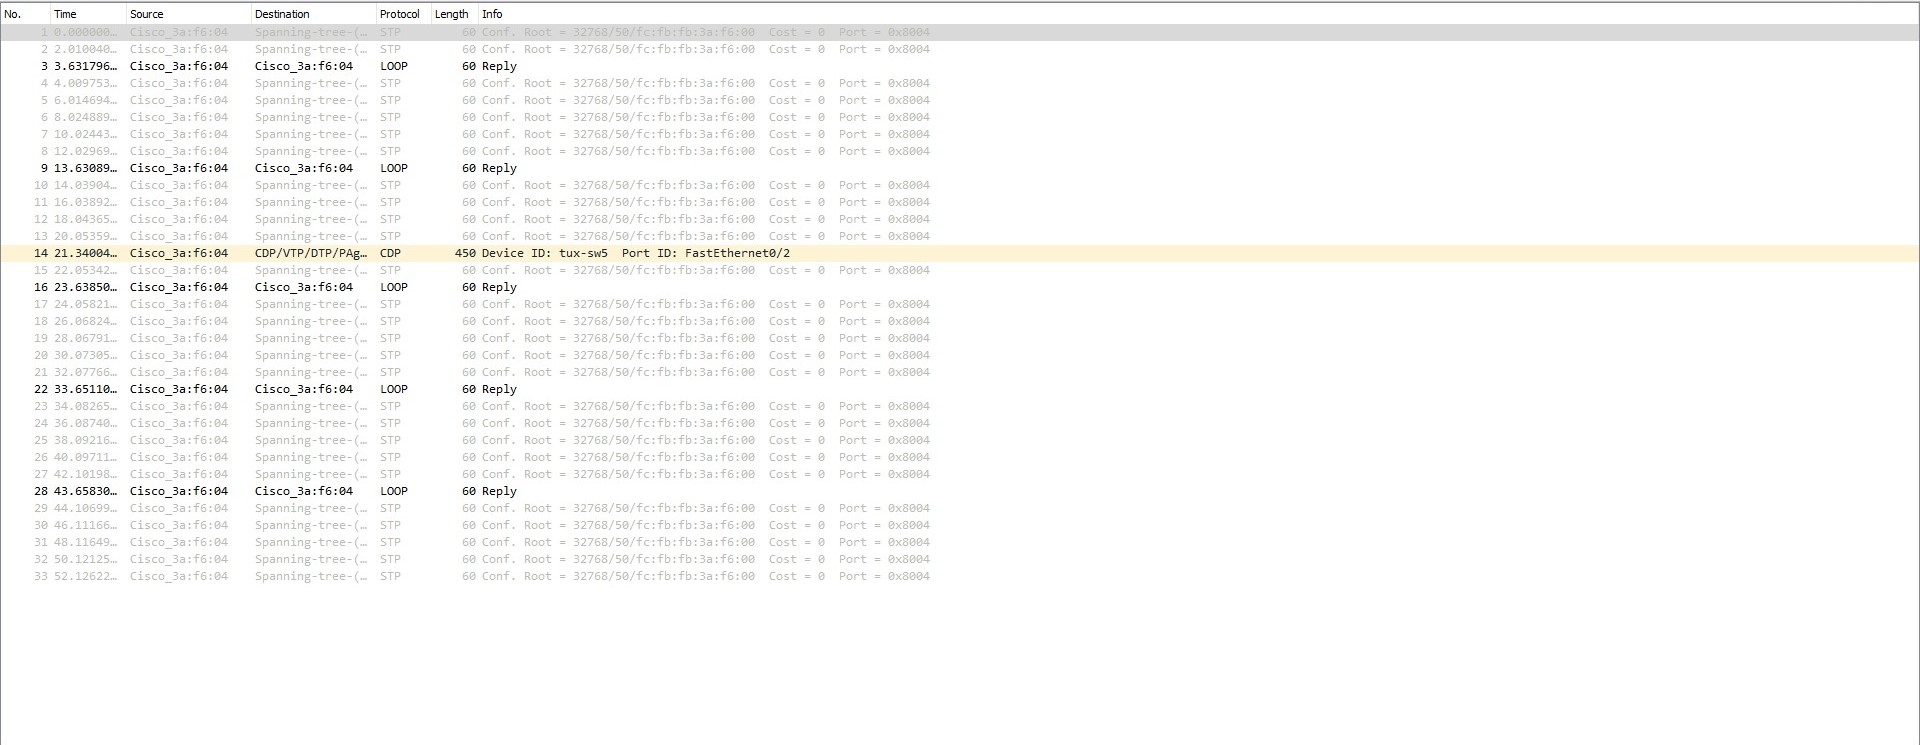 No. Time Source Destination Protocol Length Info
1 0.000000… Cisco_3a:f6:04 Spanning-tree-(… STP 60 Conf. Root = 32768/50/fc:fb:fb:3a:f6:00 Cost = 0 Port = 0x8004
2 2.010040… Cisco_3a:f6:04 Spanning-tree-(… STP 60 Conf. Root = 32768/50/fc:fb:fb:3a:f6:00 Cost = 0 Port = 0x8004
3 3.631796… Cisco_3a:f6:04 Cisco_3a:f6:04 LOOP 60 Reply
4 4.009753… Cisco_3a:f6:04 Spanning-tree-(… STP 60 Conf. Root = 32768/50/fc:fb:fb:3a:f6:00 Cost = 0 Port = 0x8004
5 6.014694… Cisco_3a:f6:04 Spanning-tree-(… STP 60 Conf. Root = 32768/50/fc:fb:fb:3a:f6:00 Cost = 0 Port = 0x8004
6 8.024889… Cisco_3a:f6:04 Spanning-tree-(… STP 60 Conf. Root = 32768/50/fc:fb:fb:3a:f6:00 Cost = 0 Port = 0x8004
7 10.02443… Cisco_3a:f6:04 Spanning-tree-(… STP 60 Conf. Root = 32768/50/fc:fb:fb:3a:f6:00 Cost = 0 Port = 0x8004
8 12.02969… Cisco_3a:f6:04 Spanning-tree-(… STP 60 Conf. Root = 32768/50/fc:fb:fb:3a:f6:00 Cost = 0 Port = 0x8004
9 13.63089… Cisco_3a:f6:04 Cisco_3a:f6:04 LOOP 60 Reply
10 14.03904… Cisco_3a:f6:04 Spanning-tree-(… STP 60 Conf. Root = 32768/50/fc:fb:fb:3a:f6:00 Cost = 0 Port = 0x8004
11 16.03892… Cisco_3a:f6:04 Spanning-tree-(… STP 60 Conf. Root = 32768/50/fc:fb:fb:3a:f6:00 Cost = 0 Port = 0x8004
12 18.04365… Cisco_3a:f6:04 Spanning-tree-(… STP 60 Conf. Root = 32768/50/fc:fb:fb:3a:f6:00 Cost = 0 Port = 0x8004
13 20.05359… Cisco_3a:f6:04 Spanning-tree-(… STP 60 Conf. Root = 32768/50/fc:fb:fb:3a:f6:00 Cost = 0 Port = 0x8004
14 21.34004… Cisco_3a:f6:04 CDP/VTP/DTP/PAg… CDP 450 Device ID: tux-sw5 Port ID: FastEthernet0/2
15 22.05342… Cisco_3a:f6:04 Spanning-tree-(… STP 60 Conf. Root = 32768/50/fc:fb:fb:3a:f6:00 Cost = 0 Port = 0x8004
16 23.63850… Cisco_3a:f6:04 Cisco_3a:f6:04 LOOP 60 Reply
17 24.05821… Cisco_3a:f6:04 Spanning-tree-(… STP 60 Conf. Root = 32768/50/fc:fb:fb:3a:f6:00 Cost = 0 Port = 0x8004
18 26.06824… Cisco_3a:f6:04 Spanning-tree-(… STP 60 Conf. Root = 32768/50/fc:fb:fb:3a:f6:00 Cost = 0 Port = 0x8004
19 28.06791… Cisco_3a:f6:04 Spanning-tree-(… STP 60 Conf. Root = 32768/50/fc:fb:fb:3a:f6:00 Cost = 0 Port = 0x8004
20 30.07305… Cisco_3a:f6:04 Spanning-tree-(… STP 60 Conf. Root = 32768/50/fc:fb:fb:3a:f6:00 Cost = 0 Port = 0x8004
21 32.07766… Cisco_3a:f6:04 Spanning-tree-(… STP 60 Conf. Root = 32768/50/fc:fb:fb:3a:f6:00 Cost = 0 Port = 0x8004
22 33.65110… Cisco_3a:f6:04 Cisco_3a:f6:04 LOOP 60 Reply
23 34.08265… Cisco_3a:f6:04 Spanning-tree-(… STP 60 Conf. Root = 32768/50/fc:fb:fb:3a:f6:00 Cost = 0 Port = 0x8004
24 36.08740… Cisco_3a:f6:04 Spanning-tree-(… STP 60 Conf. Root = 32768/50/fc:fb:fb:3a:f6:00 Cost = 0 Port = 0x8004
25 38.09216… Cisco_3a:f6:04 Spanning-tree-(… STP 60 Conf. Root = 32768/50/fc:fb:fb:3a:f6:00 Cost = 0 Port = 0x8004
26 40.09711… Cisco_3a:f6:04 Spanning-tree-(… STP 60 Conf. Root = 32768/50/fc:fb:fb:3a:f6:00 Cost = 0 Port = 0x8004
27 42.10198… Cisco_3a:f6:04 Spanning-tree-(… STP 60 Conf. Root = 32768/50/fc:fb:fb:3a:f6:00 Cost = 0 Port = 0x8004
28 43.65830… Cisco_3a:f6:04 Cisco_3a:f6:04 LOOP 60 Reply
29 44.10699… Cisco_3a:f6:04 Spanning-tree-(… STP 60 Conf. Root = 32768/50/fc:fb:fb:3a:f6:00 Cost = 0 Port = 0x8004
30 46.11166… Cisco_3a:f6:04 Spanning-tree-(… STP 60 Conf. Root = 32768/50/fc:fb:fb:3a:f6:00 Cost = 0 Port = 0x8004
31 48.11649… Cisco_3a:f6:04 Spanning-tree-(… STP 60 Conf. Root = 32768/50/fc:fb:fb:3a:f6:00 Cost = 0 Port = 0x8004
32 50.12125… Cisco_3a:f6:04 Spanning-tree-(… STP 60 Conf. Root = 32768/50/fc:fb:fb:3a:f6:00 Cost = 0 Port = 0x8004
33 52.12622… Cisco_3a:f6:04 Spanning-tree-(… STP 60 Conf. Root = 32768/50/fc:fb:fb:3a:f6:00 Cost = 0 Port = 0x8004